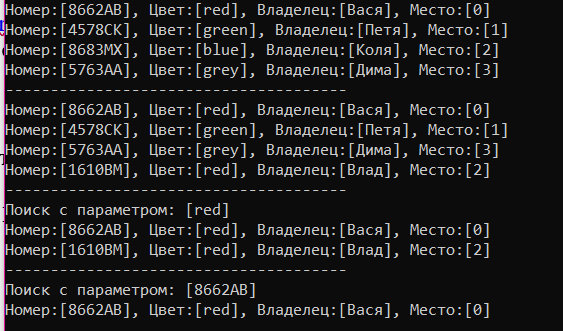 Номер:[8662AB], Цвет:[red], Владелец:[Вася], Место:[0]
Номер:[4578CK], Цвет:[green], Владелец:[Петя], Место:[1]
Номер:[8683MX], Цвет:[blue], Владелец:[Коля], Место:[2]
Номер:[5763AA], Цвет:[grey], Владелец:[Дима], Место:[3]
--------------------------------------
Номер:[8662AB], Цвет:[red], Владелец:[Вася], Место:[0]
Номер:[4578CK], Цвет:[green], Владелец:[Петя], Место:[1]
Номер:[5763AA], Цвет:[grey], Владелец:[Дима], Место:[3]
Номер:[1610BM], Цвет:[red], Владелец:[Влад], Место:[2]
--------------------------------------
Поиск с параметром: [red]
Номер:[8662AB], Цвет:[red], Владелец:[Вася], Место:[0]
Номер:[1610BM], Цвет:[red], Владелец:[Влад], Место:[2]
--------------------------------------
Поиск с параметром: [8662AB]
Номер:[8662AB], Цвет:[red], Владелец:[Вася], Место:[0]